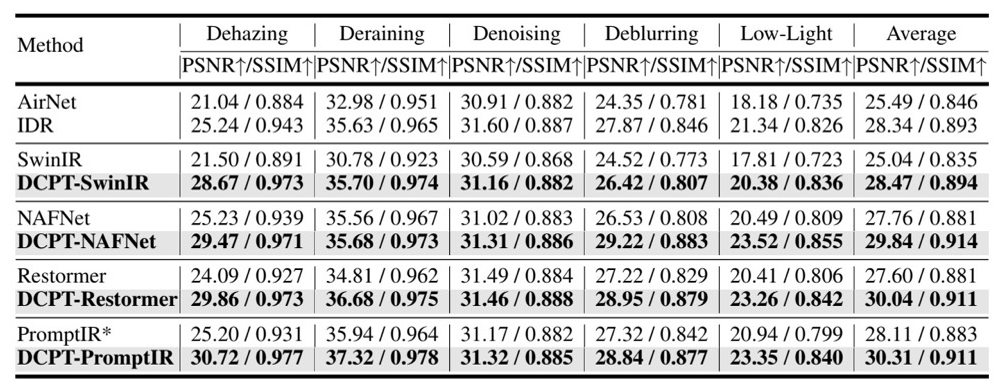 Method Dehazing Deraining Denoising Deblurring Low-Light Average
PSNR↑/SSIM↑ PSNR↑/SSIM↑ PSNR↑/SSIM↑ PSNR↑/SSIM↑ PSNR↑/SSIM↑ PSNR↑/SSIM↑
AirNet 21.04 / 0.884 32.98 / 0.951 30.91 / 0.882 24.35 / 0.781 18.18 / 0.735 25.49 / 0.846
IDR 25.24 / 0.943 35.63 / 0.965 31.60 / 0.887 27.87 / 0.846 21.34 / 0.826 28.34 / 0.893
SwinIR 21.50 / 0.891 30.78 / 0.923 30.59 / 0.868 24.52 / 0.773 17.81 / 0.723 25.04 / 0.835
DCPT-SwinIR 28.67 / 0.973 35.70 / 0.974 31.16 / 0.882 26.42 / 0.807 20.38 / 0.836 28.47 / 0.894
NAFNet 25.23 / 0.939 35.56 / 0.967 31.02 / 0.883 26.53 / 0.808 20.49 / 0.809 27.76 / 0.881
DCPT-NAFNet 29.47 / 0.971 35.68 / 0.973 31.31 / 0.886 29.22 / 0.883 23.52 / 0.855 29.84 / 0.914
Restormer 24.09 / 0.927 34.81 / 0.962 31.49 / 0.884 27.22 / 0.829 20.41 / 0.806 27.60 / 0.881
DCPT-Restormer 29.86 / 0.973 36.68 / 0.975 31.46 / 0.888 28.95 / 0.879 23.26 / 0.842 30.04 / 0.911
PromptIR* 25.20 / 0.931 35.94 / 0.964 31.17 / 0.882 27.32 / 0.842 20.94 / 0.799 28.11 / 0.883
DCPT-PromptIR 30.72 / 0.977 37.32 / 0.978 31.32 / 0.885 28.84 / 0.877 23.35 / 0.840 30.31 / 0.911